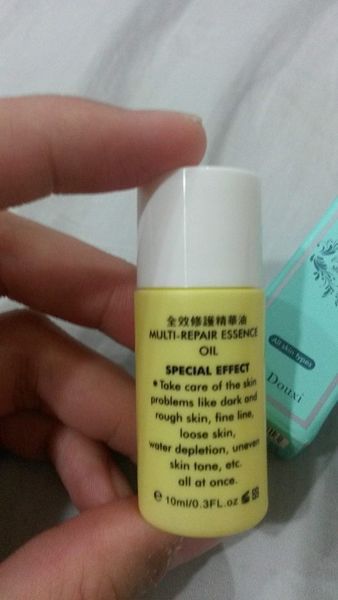 全效修護精華油
MULTI-REPAIR ESSENCE
OIL
SPECIAL EFFECT
*Take care of the skin
problems like dark and
rough skin, fine line,
loose skin,
water depletion, uneven
skin tone, etc.
all at once.
℮ 10ml/0.3FL.oz
All skin types
Douxi